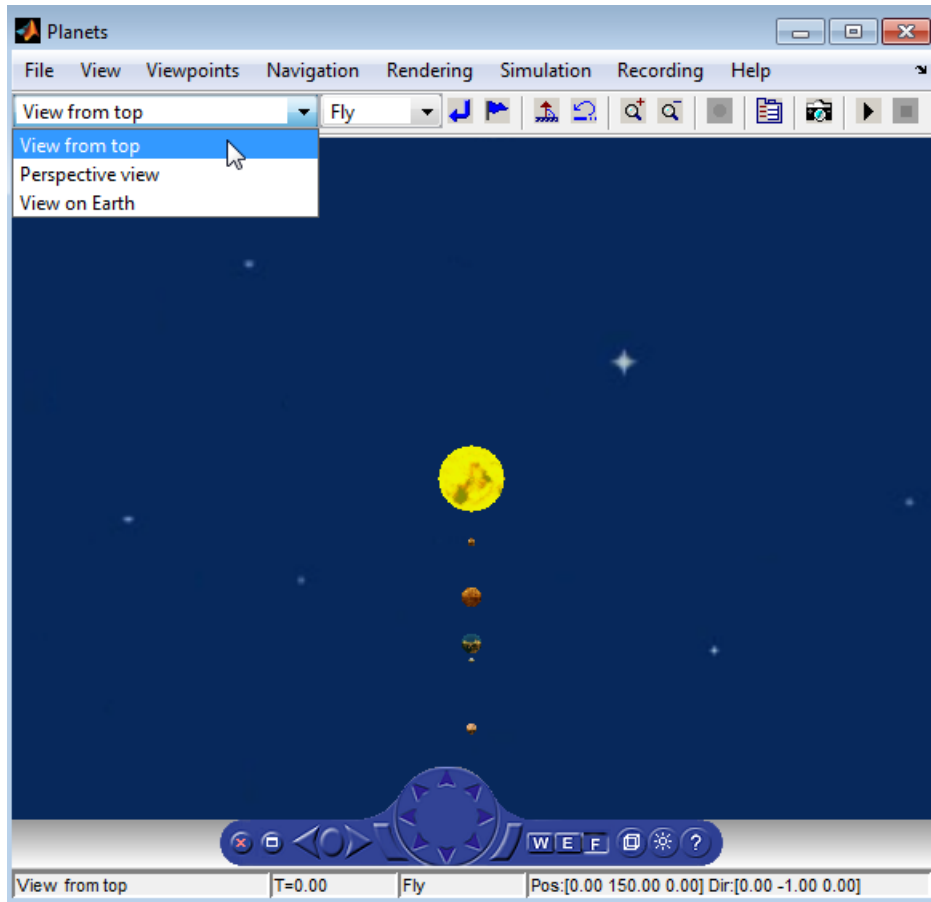 Planets
File View Viewpoints Navigation Rendering Simulation Recording Help
View from top Fly
View from top
Perspective view
View on Earth
W E F ?
View from top T=0.00 Fly Pos:[0.00 150.00 0.00] Dir:[0.00 -1.00 0.00]